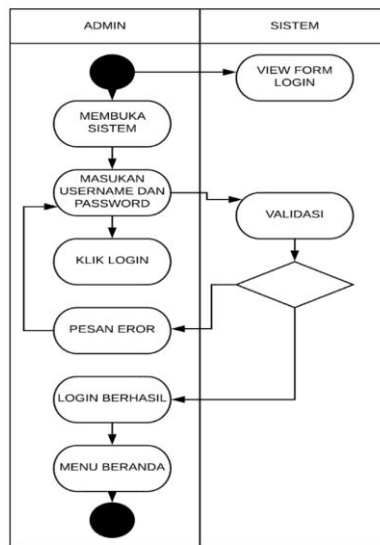 ADMIN
SISTEM
VIEW FORM
LOGIN
MEMBUKA
SISTEM
MASUKAN
USERNAME DAN
PASSWORD
VALIDASI
KLIK LOGIN
PESAN EROR
LOGIN BERHASIL
MENU BERANDA